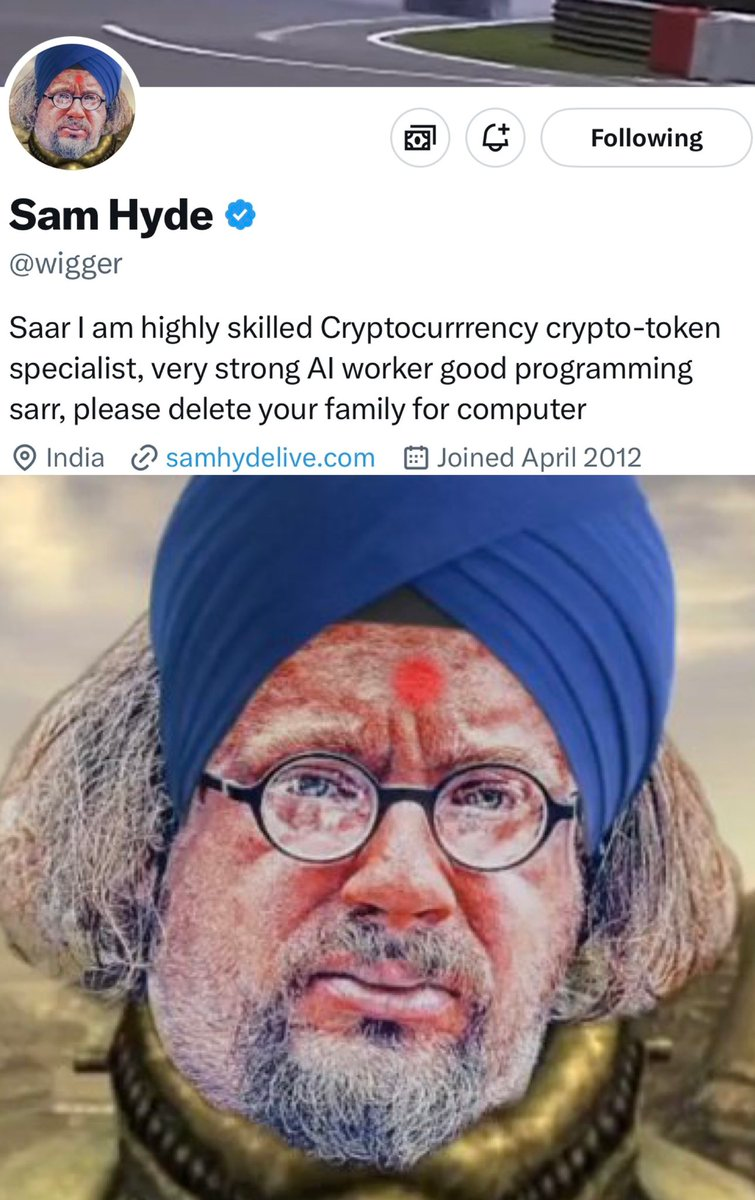 Following
Sam Hyde
@wigger
Saar I am highly skilled Cryptocurrrency crypto-token
specialist, very strong AI worker good programming
sarr, please delete your family for computer
India samhydelive.com Joined April 2012